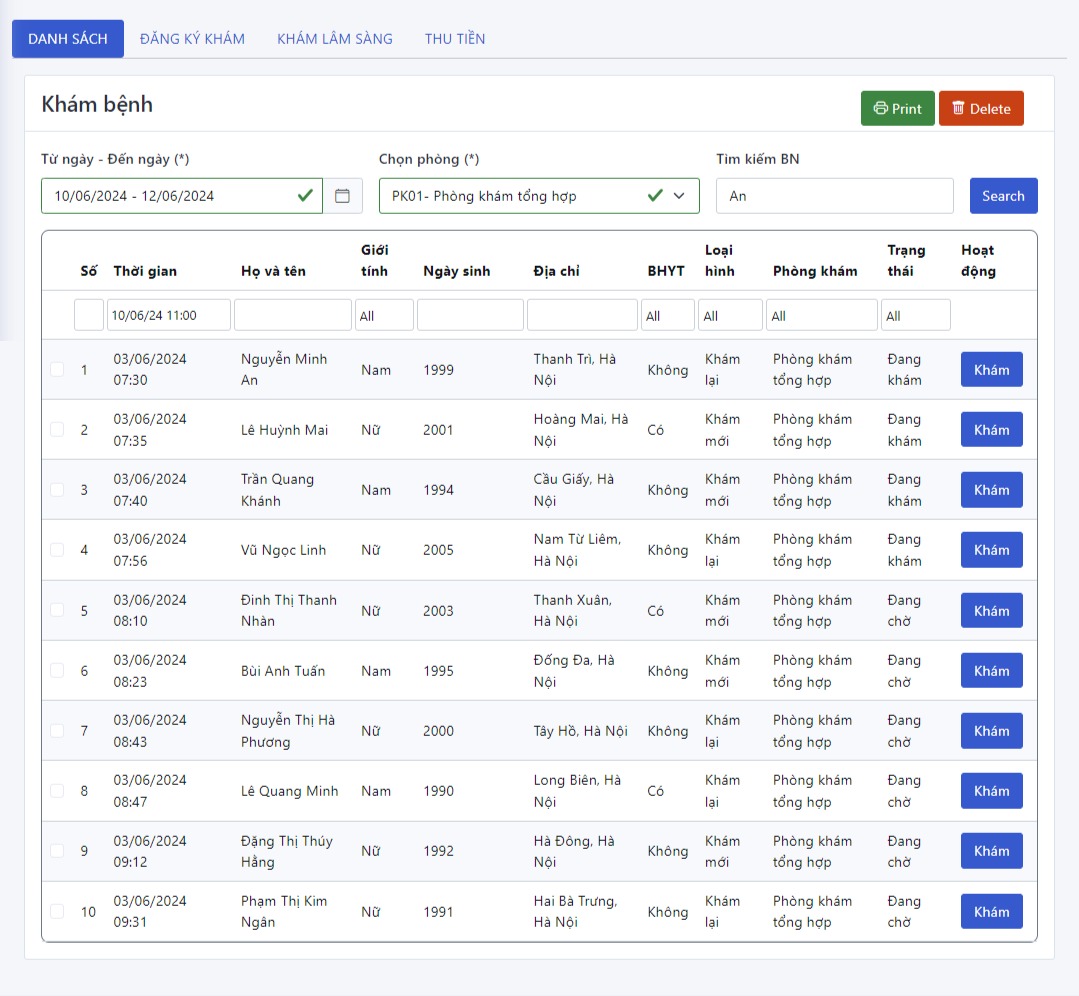 DANH SÁCH ĐĂNG KÝ KHÁM KHÁM LÂM SÀNG THU TIỀN
Khám bệnh
Print Delete
Từ ngày - Đến ngày (*) Chọn phòng (*) Tìm kiếm BN
10/06/2024 - 12/06/2024 PK01- Phòng khám tổng hợp An Search
Số Thời gian Họ và tên Giới tính Ngày sinh Địa chỉ BHYT Loại hình Phòng khám Trạng thái Hoạt động
10/06/24 11:00 All All All All All
1 03/06/2024 07:30 Nguyễn Minh An Nam 1999 Thanh Trì, Hà Nội Không Khám lại Phòng khám tổng hợp Đang khám Khám
2 03/06/2024 07:35 Lê Huỳnh Mai Nữ 2001 Hoàng Mai, Hà Nội Có Khám mới Phòng khám tổng hợp Đang khám Khám
3 03/06/2024 07:40 Trần Quang Khánh Nam 1994 Cầu Giấy, Hà Nội Không Khám mới Phòng khám tổng hợp Đang khám Khám
4 03/06/2024 07:56 Vũ Ngọc Linh Nữ 2005 Nam Từ Liêm, Hà Nội Không Khám lại Phòng khám tổng hợp Đang khám Khám
5 03/06/2024 08:10 Đinh Thị Thanh Nhàn Nữ 2003 Thanh Xuân, Hà Nội Có Khám mới Phòng khám tổng hợp Đang chờ Khám
6 03/06/2024 08:23 Bùi Anh Tuấn Nam 1995 Đống Đa, Hà Nội Không Khám mới Phòng khám tổng hợp Đang chờ Khám
7 03/06/2024 08:43 Nguyễn Thị Hà Phương Nữ 2000 Tây Hồ, Hà Nội Không Khám lại Phòng khám tổng hợp Đang chờ Khám
8 03/06/2024 08:47 Lê Quang Minh Nam 1990 Long Biên, Hà Nội Có Khám lại Phòng khám tổng hợp Đang chờ Khám
9 03/06/2024 09:12 Đặng Thị Thúy Hằng Nữ 1992 Hà Đông, Hà Nội Không Khám mới Phòng khám tổng hợp Đang chờ Khám
10 03/06/2024 09:31 Phạm Thị Kim Ngân Nữ 1991 Hai Bà Trưng, Hà Nội Không Khám lại Phòng khám tổng hợp Đang chờ Khám